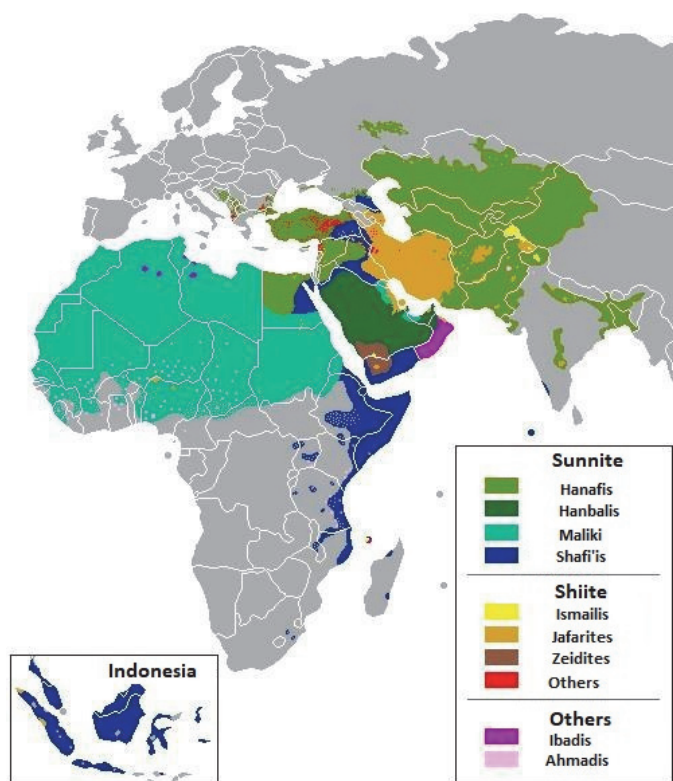 Sunnite
Hanafis
Hanbalis
Maliki
Shafi'is
Shiite
Ismailis
Jafarites
Zeidites
Others
Others
Ibadis
Ahmadis
Indonesia